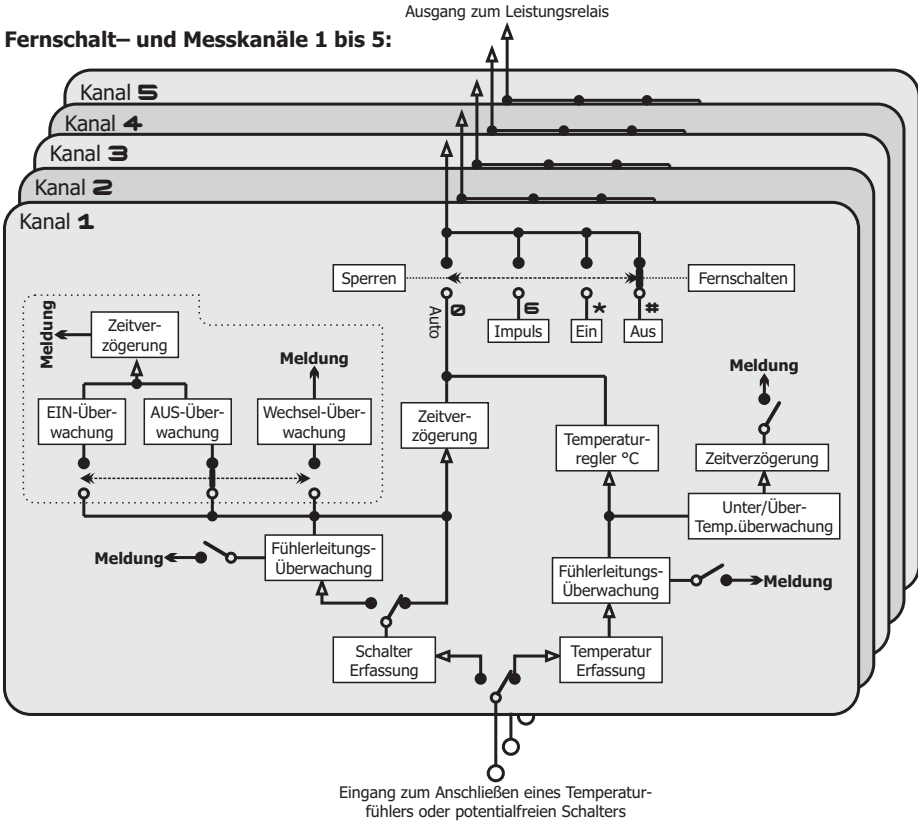 Ausgang zum Leistungsrelais
Fernschalt– und Messkanäle 1 bis 5:
Kanal 5
Kanal 4
Kanal 3
Kanal 2
Kanal 1
Sperren
Fernschalten
0
6
*
#
Auto
Impuls
Ein
Aus
Meldung
Zeitver-
zögerung
Meldung
EIN-Über-
wachung
AUS-Über-
wachung
Wechsel-Über-
wachung
Zeitver-
zögerung
Temperatur-
regler °C
Meldung
Zeitverzögerung
Unter/Über-
Temp.überwachung
Meldung
Fühlerleitungs-
Überwachung
Fühlerleitungs-
Überwachung
Meldung
Schalter
Erfassung
Temperatur
Erfassung
Eingang zum Anschließen eines Temperatur-
fühlers oder potentialfreien Schalters